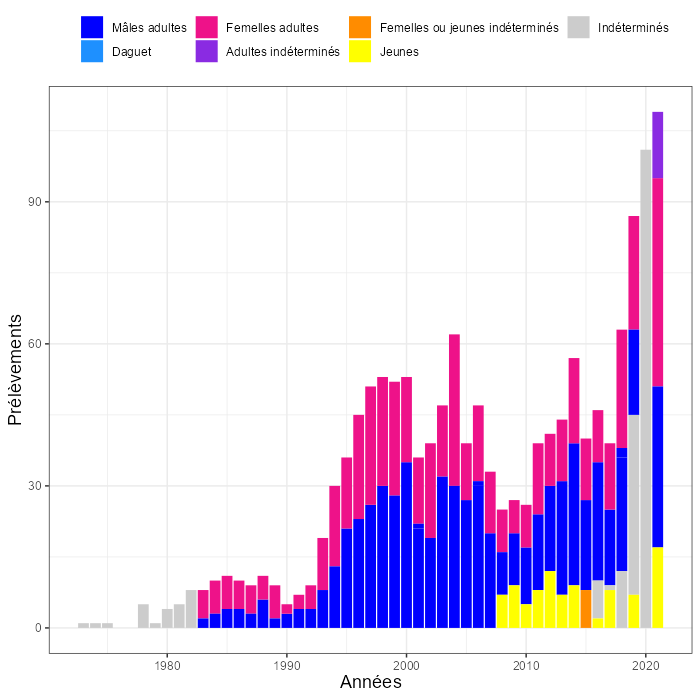 Mâles adultes Femelles adultes Femelles ou jeunes indéterminés Indéterminés
Daguet Adultes indéterminés Jeunes
90
60
30
0
Prélèvements
1980 1990 2000 2010 2020
Années